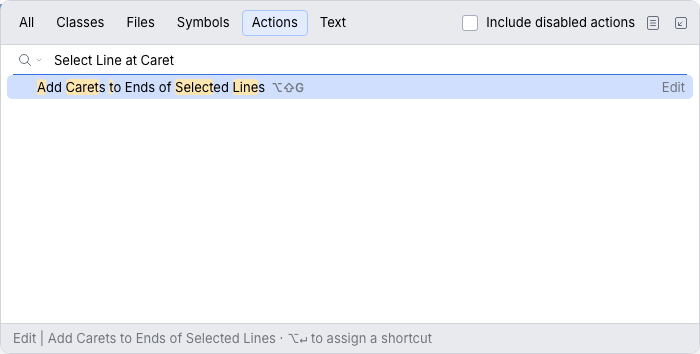 All Classes Files Symbols Actions Text Include disabled actions
Select Line at Caret
Add Carets to Ends of Selected Lines ⌥⇧G Edit
Edit | Add Carets to Ends of Selected Lines · ⌥↵ to assign a shortcut